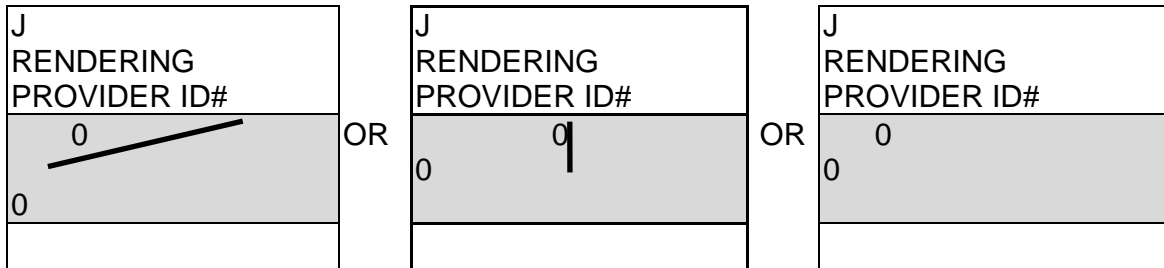 J
RENDERING
PROVIDER ID#
0
0
OR
J
RENDERING
PROVIDER ID#
0
0
OR
J
RENDERING
PROVIDER ID#
0
0